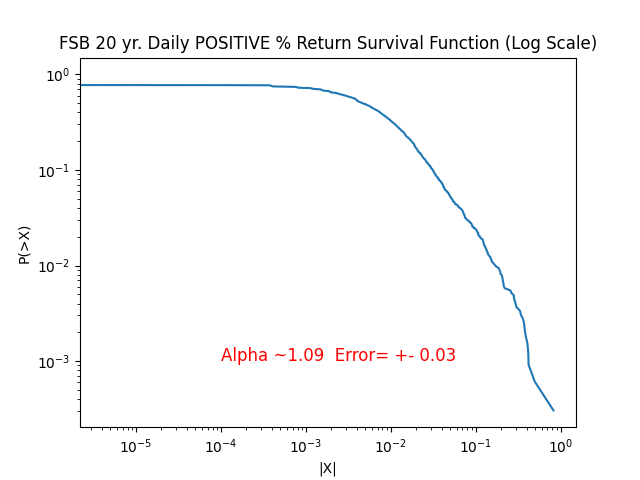 FSB 20 yr. Daily POSITIVE % Return Survival Function (Log Scale)
10⁰
10⁻¹
10⁻²
10⁻³
P(>X)
Alpha ~1.09  Error= +- 0.03
10⁻⁵ 10⁻⁴ 10⁻³ 10⁻² 10⁻¹ 10⁰
|X|